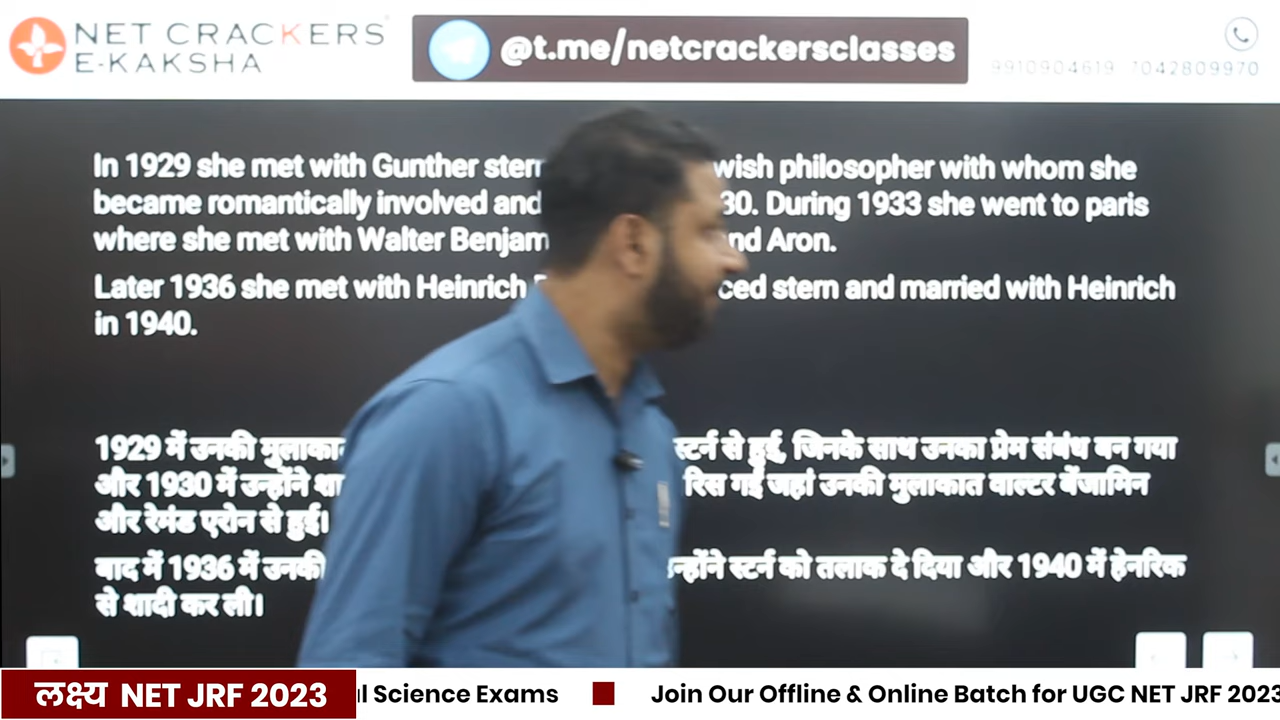 NET CRACKERS
E-KAKSHA
@t.me/netcrackersclasses
9910904619 7042809970
In 1929 she met with Gunther stern wish philosopher with whom she
became romantically involved and 30. During 1933 she went to paris
where she met with Walter Benjam nd Aron.
Later 1936 she met with Heinrich ced stern and married with Heinrich
in 1940.
1929 में उनकी मुलाकात स्टर्न से हुई, जिनके साथ उनका प्रेम संबंध बन गया
और 1930 में उन्होंने शा रिस गईं जहां उनकी मुलाकात वाल्टर बेंजामिन
और रेमंड एरोन से हुई।
बाद में 1936 में उनकी न्होंने स्टर्न को तलाक दे दिया और 1940 में हेनरिक
से शादी कर ली।
लक्ष्य NET JRF 2023 l Science Exams Join Our Offline & Online Batch for UGC NET JRF 2023